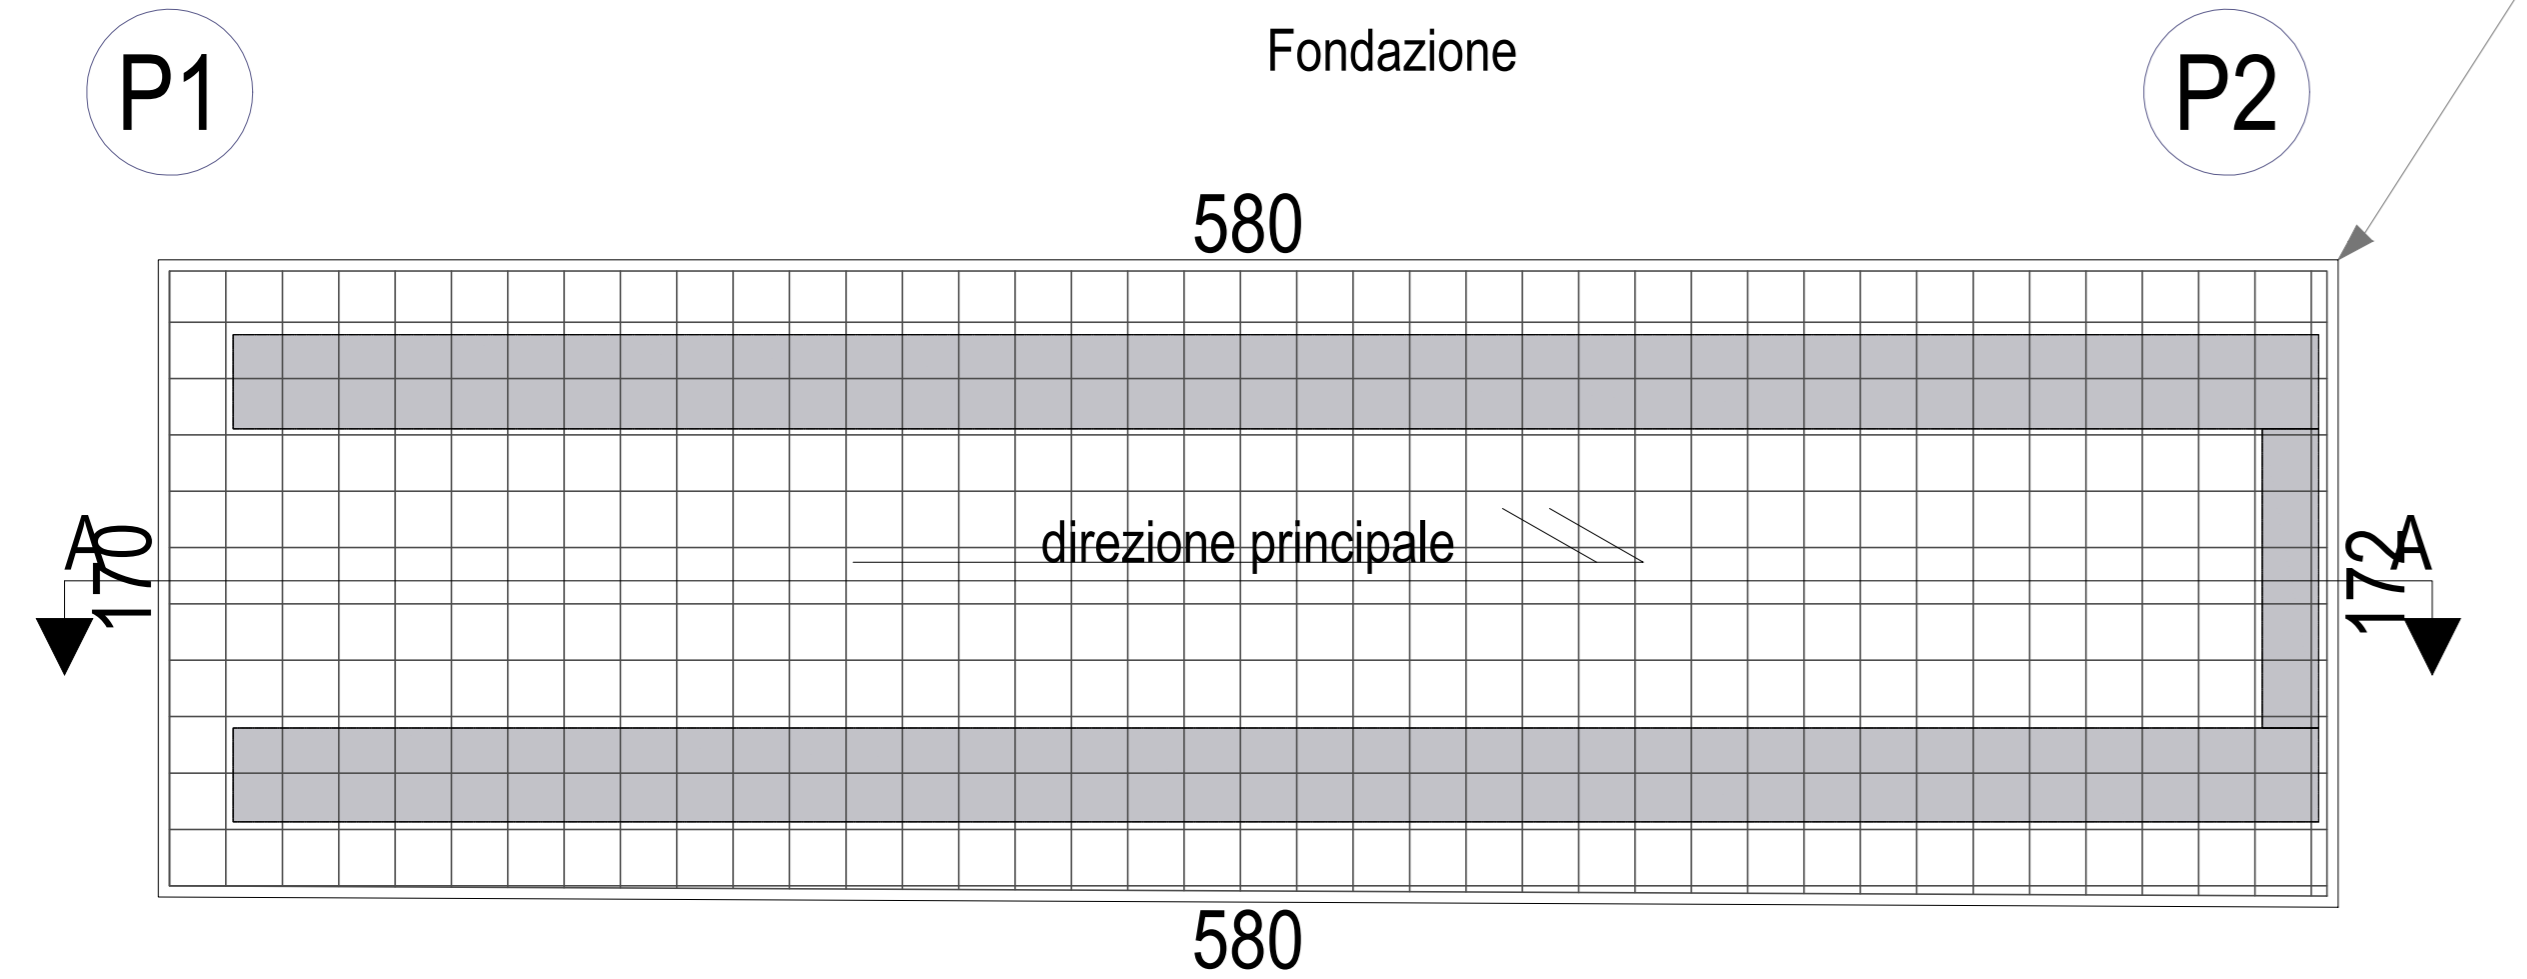 Fondazione
P1
P2
580
direzione principale
A
170
172
A
580